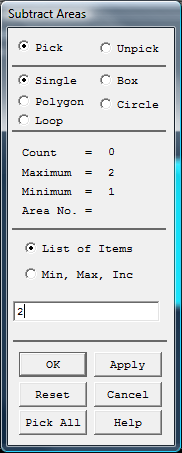 Subtract Areas
Pick Unpick
Single Box
Polygon Circle
Loop
Count = 0
Maximum = 2
Minimum = 1
Area No. =
List of Items
Min, Max, Inc
2
OK Apply
Reset Cancel
Pick All Help